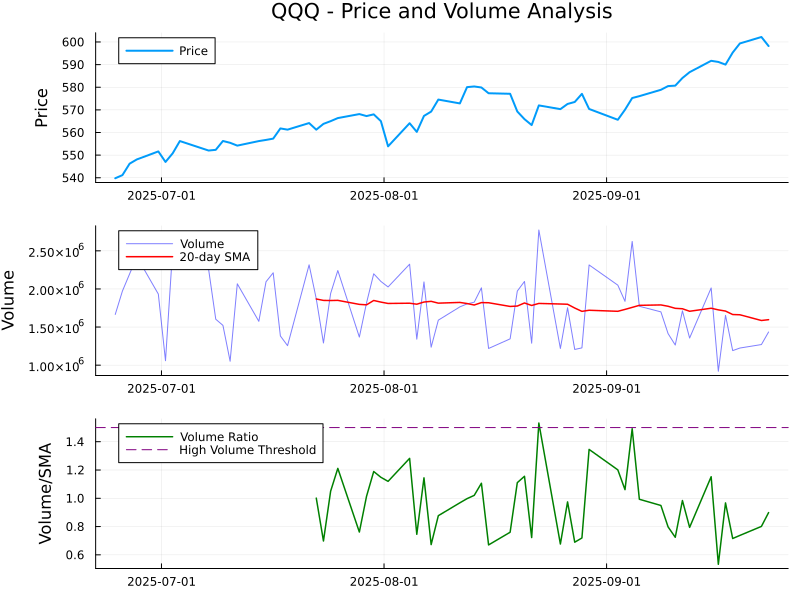 QQQ - Price and Volume Analysis
Price
600
590
580
570
560
550
540
Price
2025-07-01
2025-08-01
2025-09-01
Volume
2.50×10⁶
2.00×10⁶
1.50×10⁶
1.00×10⁶
Volume
20-day SMA
2025-07-01
2025-08-01
2025-09-01
Volume/SMA
1.4
1.2
1.0
0.8
0.6
Volume Ratio
High Volume Threshold
2025-07-01
2025-08-01
2025-09-01